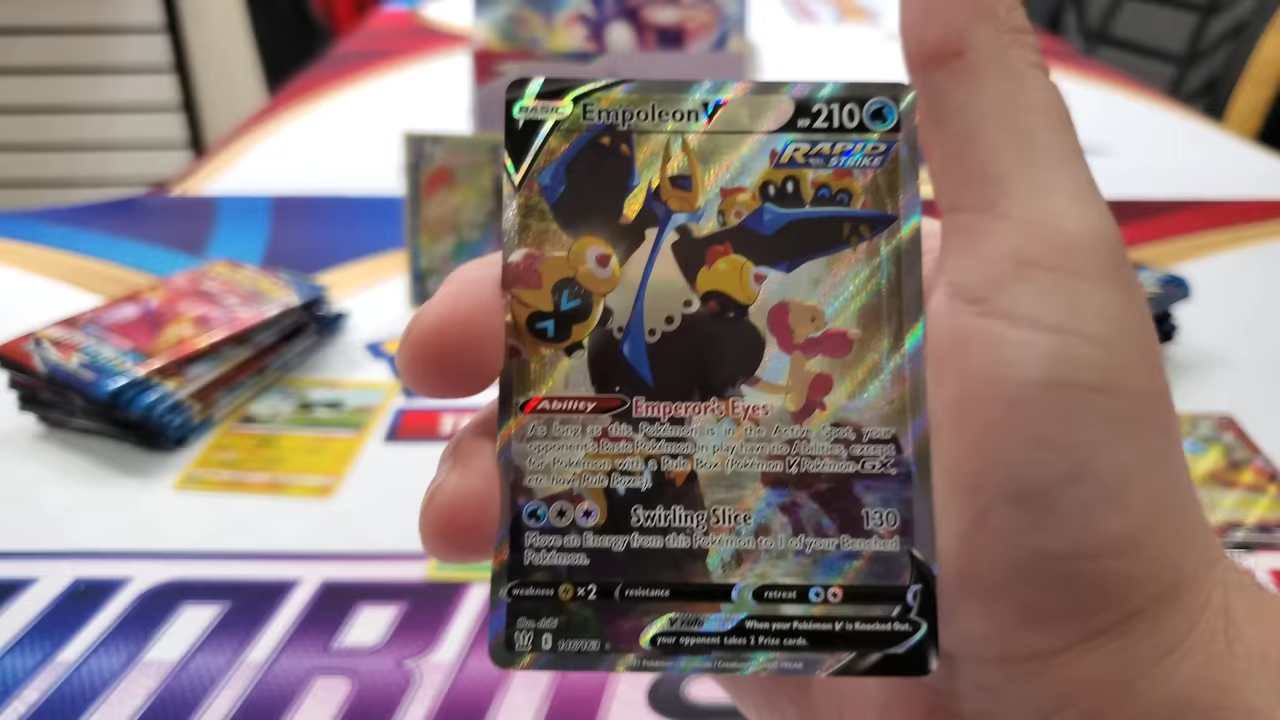 BASIC
Empoleon V
HP 210
RAPID
STRIKE
Ability Emperor's Eyes
As long as this Pokémon is in the Active Spot, your
opponent's Basic Pokémon in play have no Abilities, except
for Pokémon with a Rule Box (Pokémon V, Pokémon-GX,
etc. have Rule Boxes).
Swirling Slice 130
Move an Energy from this Pokémon to 1 of your Benched
Pokémon.
weakness ×2 resistance retreat
V rule When your Pokémon V is Knocked Out,
your opponent takes 2 Prize cards.
Illus. chibi